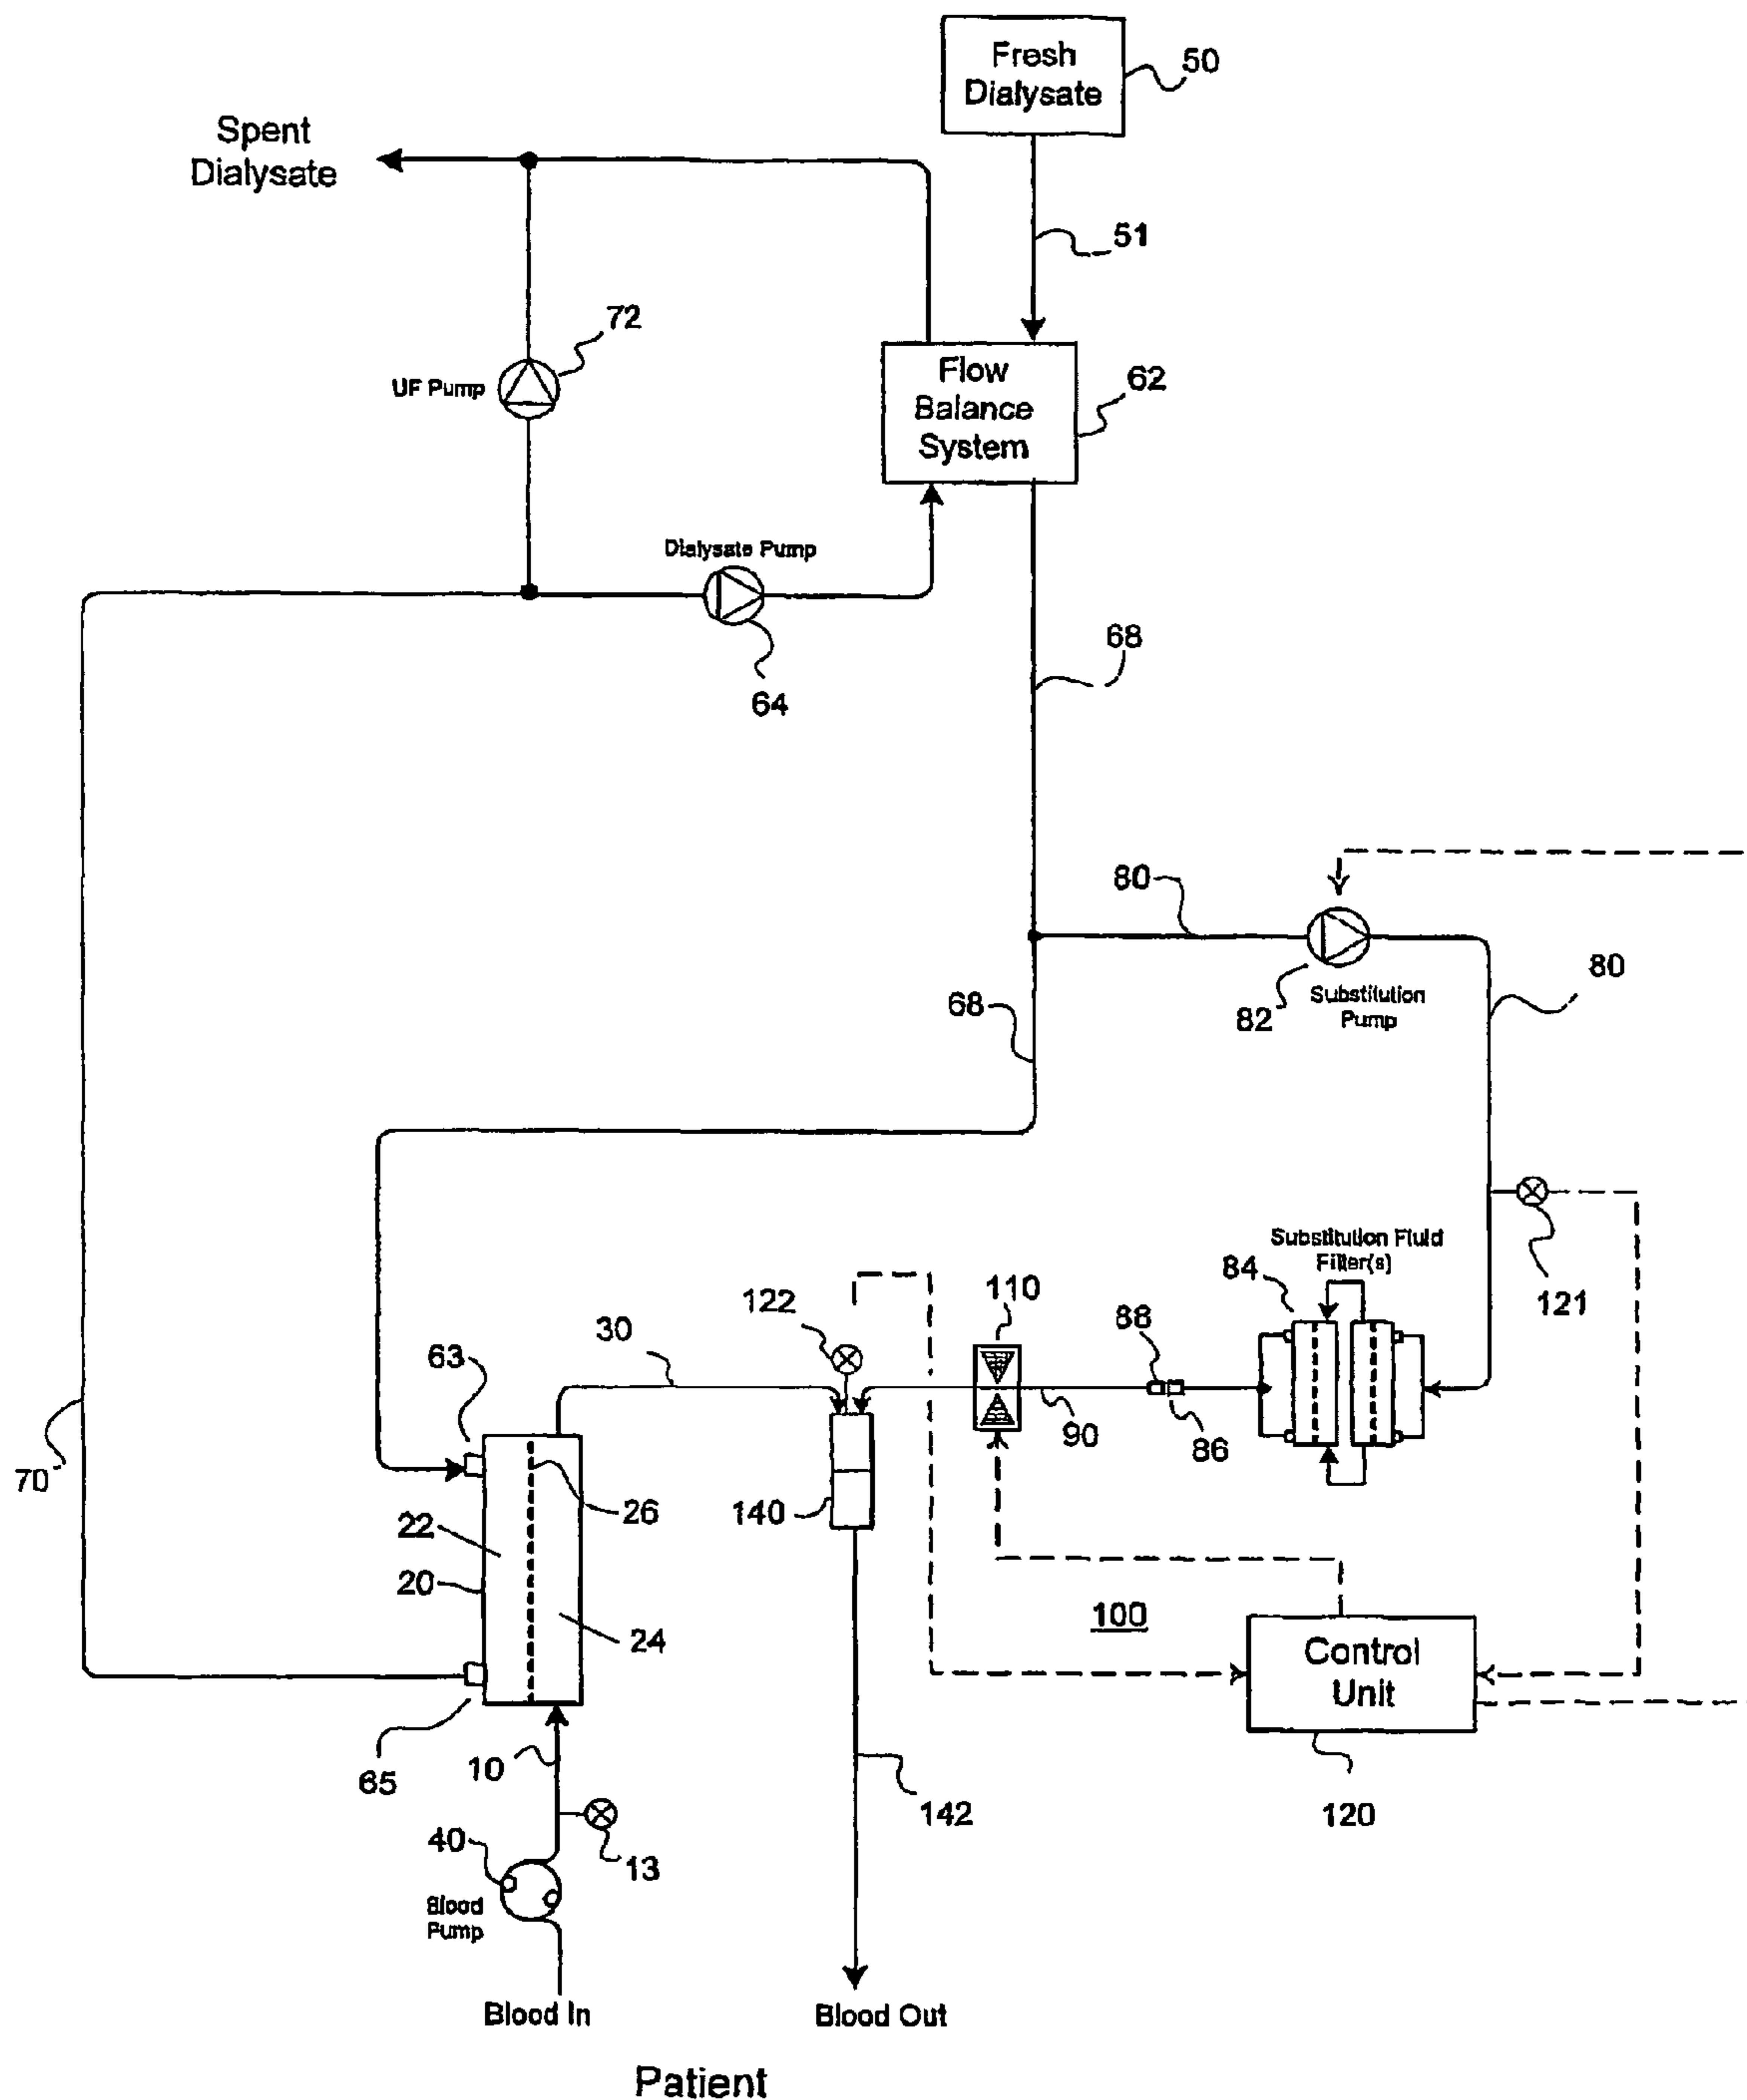 Fresh
Dialysate
50
Spent
Dialysate
51
72
UF Pump
Flow
Balance
System
62
Dialysate Pump
64
68
80
80
68
82
Substitution
Pump
Substitution Fluid
Filter(s)
84
121
110
122
88
30
63
90
86
70
26
140
22
20
24
100
Control
Unit
65
10
142
120
40
13
Blood
Pump
Blood In
Blood Out
Patient